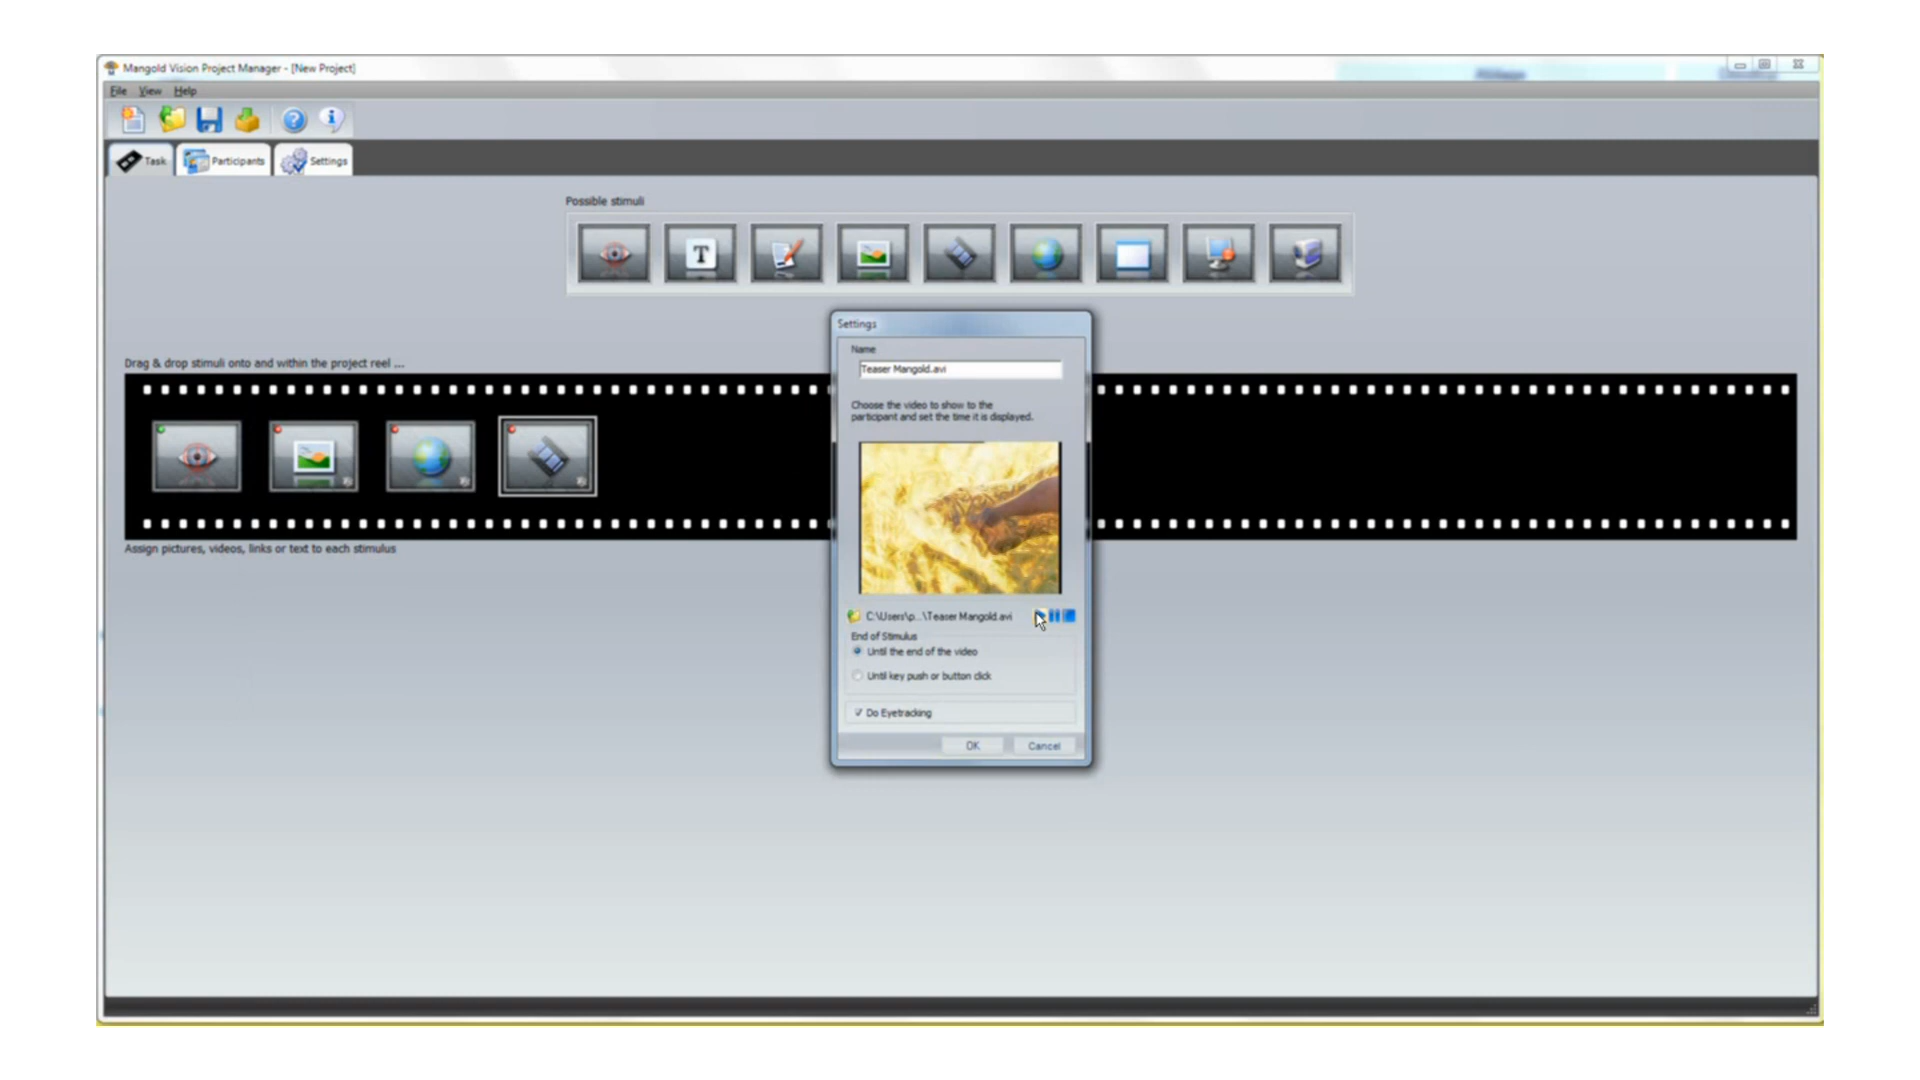 Mangold Vision Project Manager - [New Project]
File View Help
Task Participants Settings
Possible stimuli
T
Settings
Name
Teaser Mangold.avi
Drag & drop stimuli onto and within the project reel ...
Choose the video to show to the
participant and set the time it is displayed.
Assign pictures, videos, links or text to each stimulus
C:\Users\p...\Teaser Mangold.avi
End of Stimulus
Until the end of the video
Until key push or button click
Do Eyetracking
OK Cancel